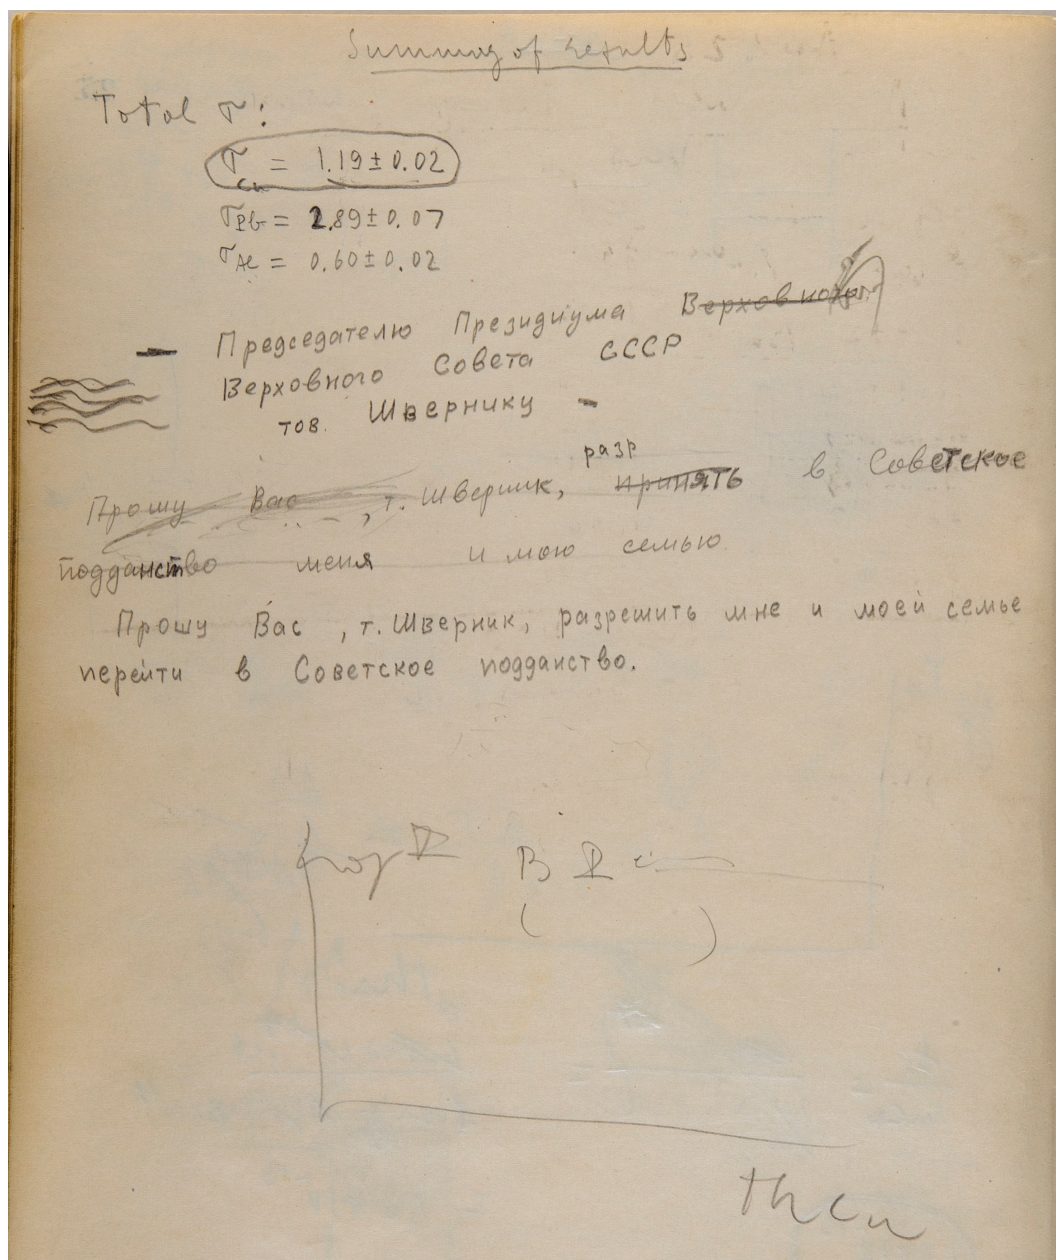 Summary of results
Total σ:
σCu = 1.19 ± 0.02
σPb = 2.89 ± 0.07
σAl = 0.60 ± 0.02
— Председателю Президиума Верховного
Верховного Совета СССР
тов. Швернику —
разр
Прошу Вас, т. Шверник, принять в Советское
подданство меня и мою семью.
Прошу Вас, т. Шверник, разрешить мне и моей семье
перейти в Советское подданство.